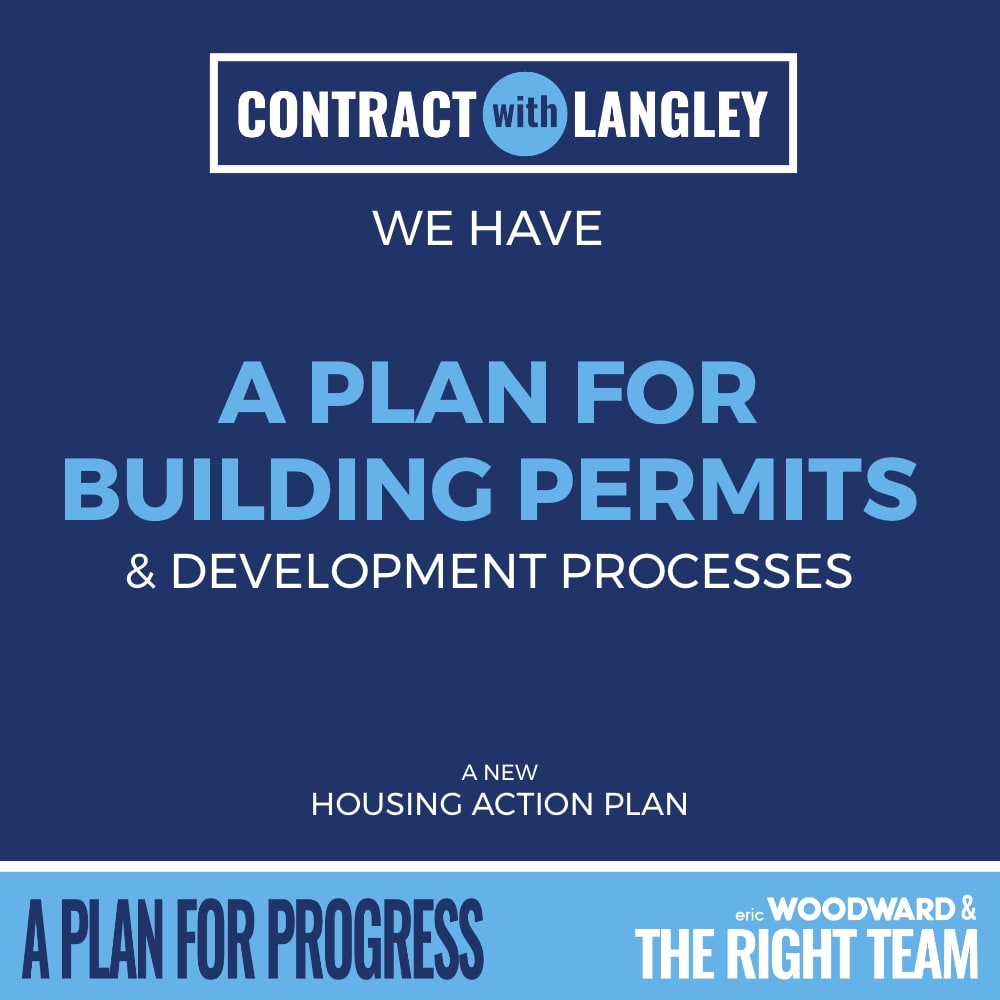 CONTRACT with LANGLEY
WE HAVE
A PLAN FOR
BUILDING PERMITS
& DEVELOPMENT PROCESSES
A NEW
HOUSING ACTION PLAN
A PLAN FOR PROGRESS
eric WOODWARD &
THE RIGHT TEAM